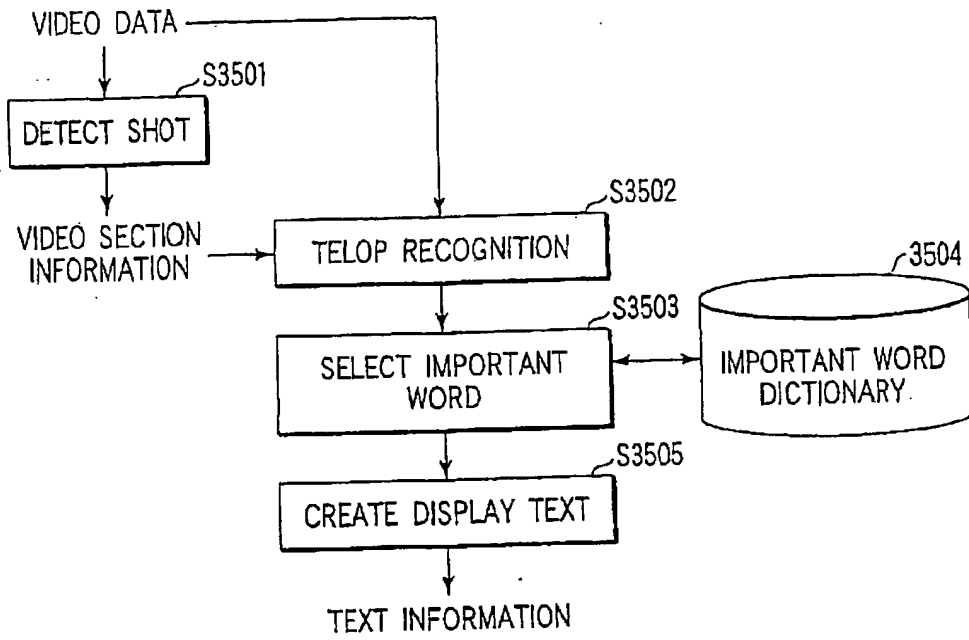 VIDEO DATA
S3501
DETECT SHOT
S3502
VIDEO SECTION
INFORMATION
TELOP RECOGNITION
3504
S3503
SELECT IMPORTANT
WORD
IMPORTANT WORD
DICTIONARY
S3505
CREATE DISPLAY TEXT
TEXT INFORMATION